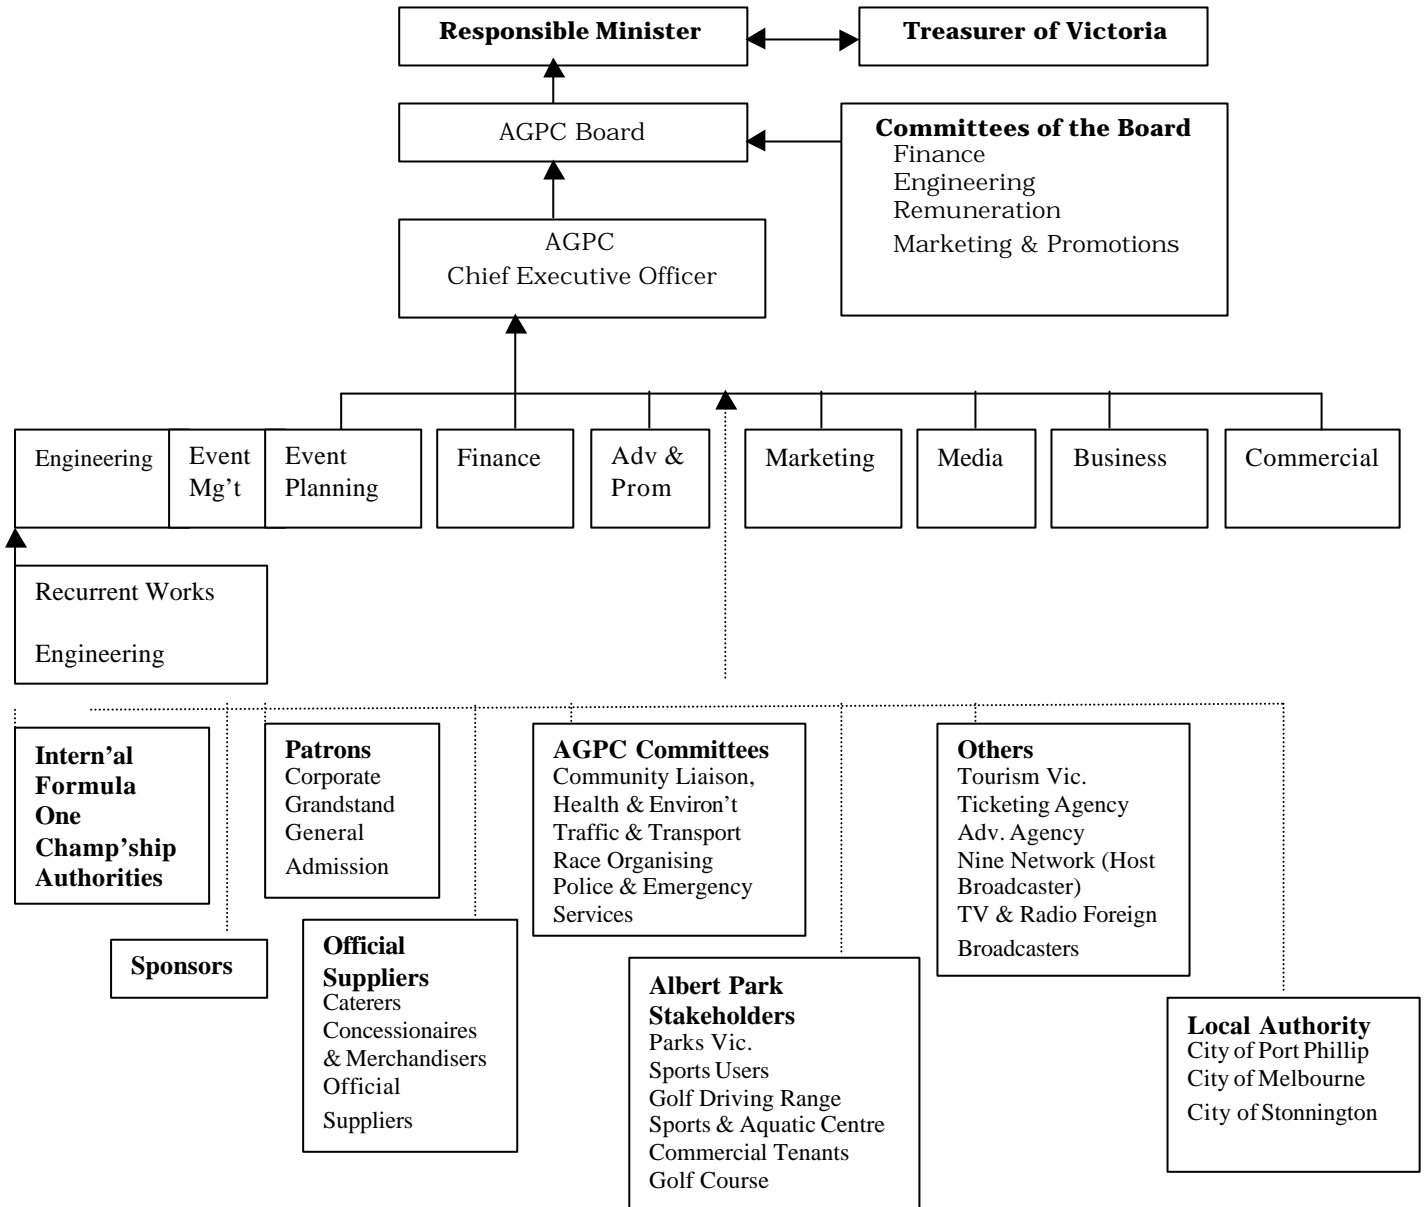 Responsible Minister
Treasurer of Victoria
AGPC Board
Committees of the Board
Finance
Engineering
Remuneration
Marketing & Promotions
AGPC
Chief Executive Officer
Engineering
Event
Mg’t
Event
Planning
Finance
Adv &
Prom
Marketing
Media
Business
Commercial
Recurrent Works
Engineering
Intern’al
Formula
One
Champ’ship
Authorities
Sponsors
Patrons
Corporate
Grandstand
General
Admission
Official
Suppliers
Caterers
Concessionaires
& Merchandisers
Official
Suppliers
AGPC Committees
Community Liaison,
Health & Environ’t
Traffic & Transport
Race Organising
Police & Emergency
Services
Albert Park
Stakeholders
Parks Vic.
Sports Users
Golf Driving Range
Sports & Aquatic Centre
Commercial Tenants
Golf Course
Others
Tourism Vic.
Ticketing Agency
Adv. Agency
Nine Network (Host
Broadcaster)
TV & Radio Foreign
Broadcasters
Local Authority
City of Port Phillip
City of Melbourne
City of Stonnington